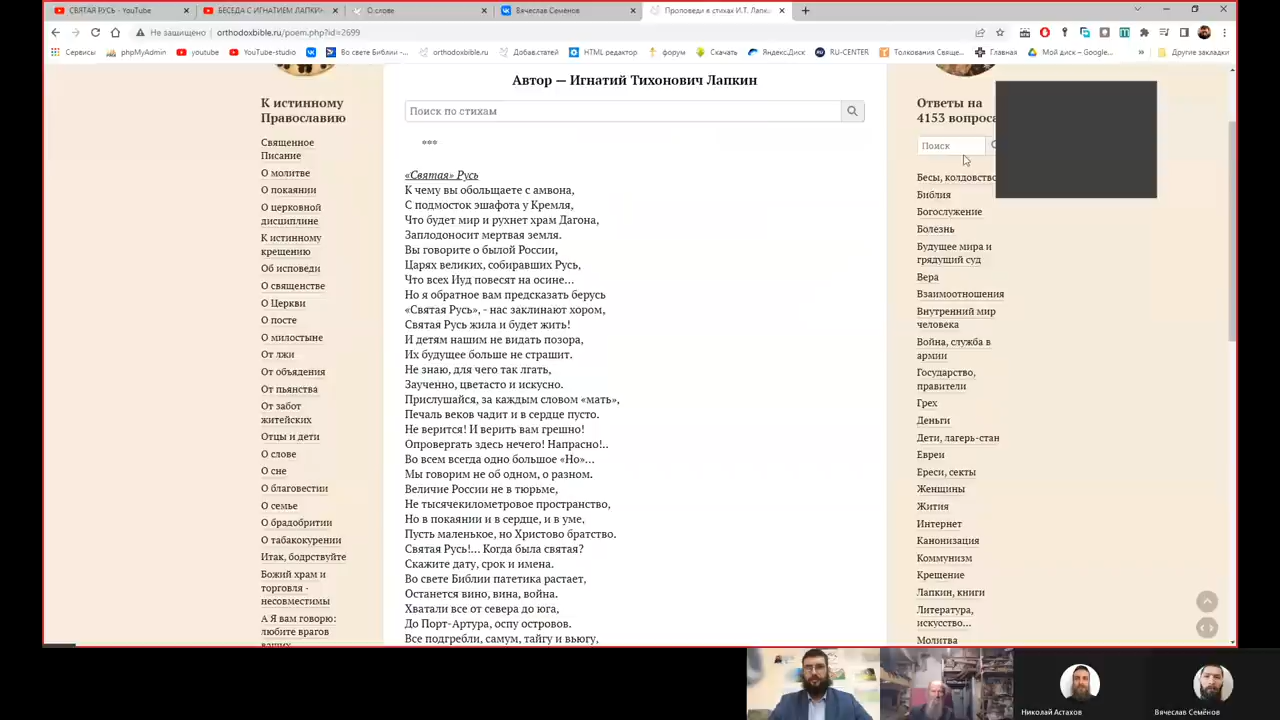 СВЯТАЯ РУСЬ - YouTube
БЕСЕДА С ИГНАТИЕМ ЛАПКИН
О слове
Вячеслав Семёнов
Проповеди в стихах И.Т. Лапк
Не защищено
orthodoxbible.ru/poem.php?id=2699
Сервисы
phpMyAdmin
youtube
YouTube-studio
Во свете Библии -...
orthodoxbible.ru
Добав.статей
HTML редактор
форум
Скачать
Яндекс.Диск
RU-CENTER
Толкования Свяще...
Главная
Мой диск – Google...
»
Другие закладки
К истинному
Православию
Священное
Писание
О молитве
О покаянии
О церковной
дисциплине
К истинному
крещению
Об исповеди
О священстве
О Церкви
О посте
О милостыне
От лжи
От объядения
От пьянства
От забот
житейских
Отцы и дети
О слове
О сне
О благовестии
О семье
О брадобритии
О табакокурении
Итак, бодрствуйте
Божий храм и
торговля -
несовместимы
А Я вам говорю:
любите врагов
ваших
Автор — Игнатий Тихонович Лапкин
Поиск по стихам
***
«Святая» Русь
К чему вы обольщаете с амвона,
С подмосток эшафота у Кремля,
Что будет мир и рухнет храм Дагона,
Заплодоносит мертвая земля.
Вы говорите о былой России,
Царях великих, собиравших Русь,
Что всех Иуд повесят на осине...
Но я обратное вам предсказать берусь
«Святая Русь», - нас заклинают хором,
Святая Русь жила и будет жить!
И детям нашим не видать позора,
Их будущее больше не страшит.
Не знаю, для чего так лгать,
Заученно, цветасто и искусно.
Прислушайся, за каждым словом «мать»,
Печаль веков чадит и в сердце пусто.
Не верится! И верить вам грешно!
Опровергать здесь нечего! Напрасно!..
Во всем всегда одно большое «Но»...
Мы говорим не об одном, о разном.
Величие России не в тюрьме,
Не тысячекилометровое пространство,
Но в покаянии и в сердце, и в уме,
Пусть маленькое, но Христово братство.
Святая Русь!... Когда была святая?
Скажите дату, срок и имена.
Во свете Библии патетика растает,
Останется вино, вина, война.
Хватали все от севера до юга,
До Порт-Артура, оспу островов.
Все подгребли, самум, тайгу и вьюгу,
Ответы на
4153 вопроса
Поиск
Бесы, колдовство
Библия
Богослужение
Болезнь
Будущее мира и
грядущий суд
Вера
Взаимоотношения
Внутренний мир
человека
Война, служба в
армии
Государство,
правители
Грех
Деньги
Дети, лагерь-стан
Евреи
Ереси, секты
Женщины
Жития
Интернет
Канонизация
Коммунизм
Крещение
Лапкин, книги
Литература,
искусство...
Молитва
Николай Астахов
Вячеслав Семёнов